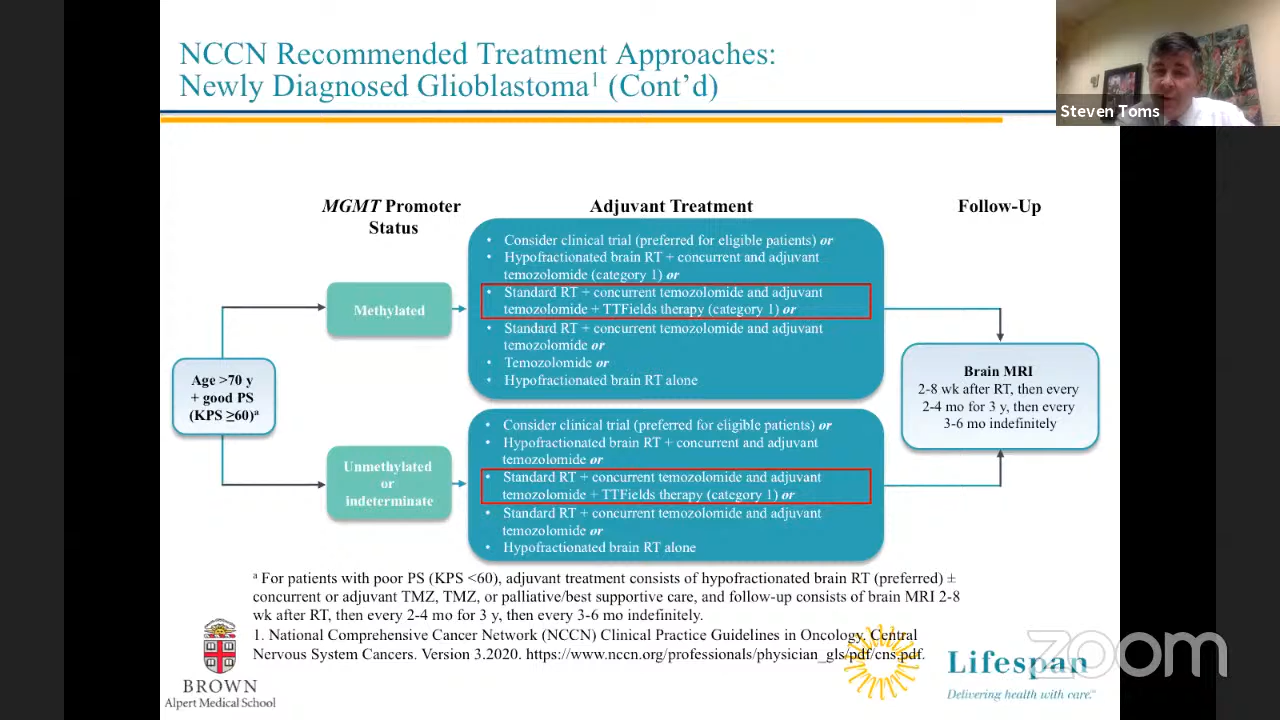 NCCN Recommended Treatment Approaches:
Newly Diagnosed Glioblastoma¹ (Cont’d)
Steven Toms
MGMT Promoter
Status
Adjuvant Treatment
Follow-Up
Age >70 y
+ good PS
(KPS ≥60)ᵃ
Methylated
• Consider clinical trial (preferred for eligible patients) or
• Hypofractionated brain RT + concurrent and adjuvant
temozolomide (category 1) or
• Standard RT + concurrent temozolomide and adjuvant
temozolomide + TTFields therapy (category 1) or
• Standard RT + concurrent temozolomide and adjuvant
temozolomide or
• Temozolomide or
• Hypofractionated brain RT alone
Unmethylated
or
indeterminate
• Consider clinical trial (preferred for eligible patients) or
• Hypofractionated brain RT + concurrent and adjuvant
temozolomide or
• Standard RT + concurrent temozolomide and adjuvant
temozolomide + TTFields therapy (category 1) or
• Standard RT + concurrent temozolomide and adjuvant
temozolomide or
• Hypofractionated brain RT alone
Brain MRI
2-8 wk after RT, then every
2-4 mo for 3 y, then every
3-6 mo indefinitely
ᵃ For patients with poor PS (KPS <60), adjuvant treatment consists of hypofractionated brain RT (preferred) ±
concurrent or adjuvant TMZ, TMZ, or palliative/best supportive care, and follow-up consists of brain MRI 2-8
wk after RT, then every 2-4 mo for 3 y, then every 3-6 mo indefinitely.
1. National Comprehensive Cancer Network (NCCN) Clinical Practice Guidelines in Oncology. Central
Nervous System Cancers. Version 3.2020. https://www.nccn.org/professionals/physician_gls/pdf/cns.pdf.
BROWN
Alpert Medical School
Lifespan
Delivering health with care.™
zoom